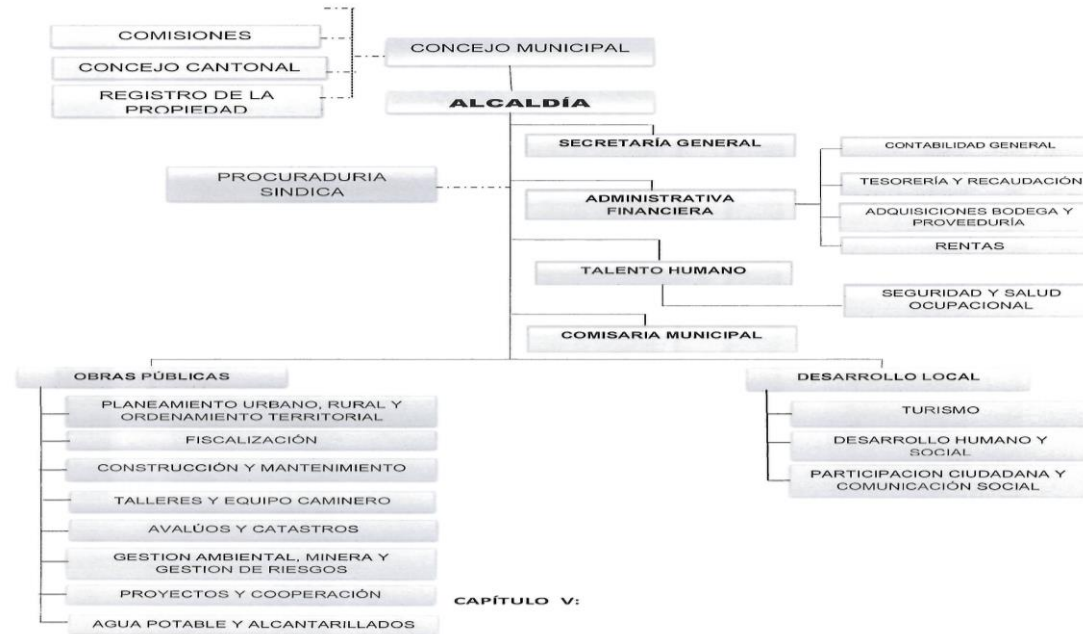 COMISIONES
CONCEJO CANTONAL
REGISTRO DE LA
PROPIEDAD
CONCEJO MUNICIPAL
ALCALDÍA
PROCURADURIA
SINDICA
SECRETARÍA GENERAL
ADMINISTRATIVA
FINANCIERA
TALENTO HUMANO
COMISARIA MUNICIPAL
CONTABILIDAD GENERAL
TESORERÍA Y RECAUDACIÓN
ADQUISICIONES BODEGA Y
PROVEEDURÍA
RENTAS
SEGURIDAD Y SALUD
OCUPACIONAL
OBRAS PÚBLICAS
PLANEAMIENTO URBANO, RURAL Y
ORDENAMIENTO TERRITORIAL
FISCALIZACIÓN
CONSTRUCCIÓN Y MANTENIMIENTO
TALLERES Y EQUIPO CAMINERO
AVALÚOS Y CATASTROS
GESTION AMBIENTAL, MINERA Y
GESTION DE RIESGOS
PROYECTOS Y COOPERACIÓN
AGUA POTABLE Y ALCANTARILLADOS
DESARROLLO LOCAL
TURISMO
DESARROLLO HUMANO Y
SOCIAL
PARTICIPACION CIUDADANA Y
COMUNICACIÓN SOCIAL
CAPÍTULO V: